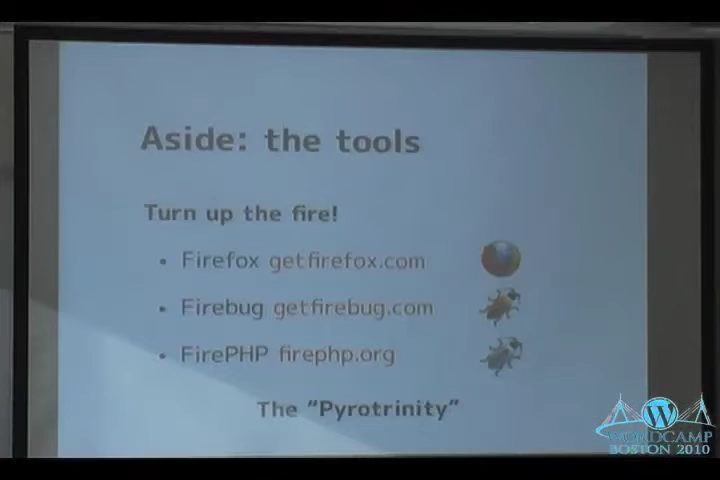 Aside: the tools
Turn up the fire!
• Firefox getfirefox.com
• Firebug getfirebug.com
• FirePHP firephp.org
The “Pyrotrinity”
WORDCAMP
BOSTON 2010